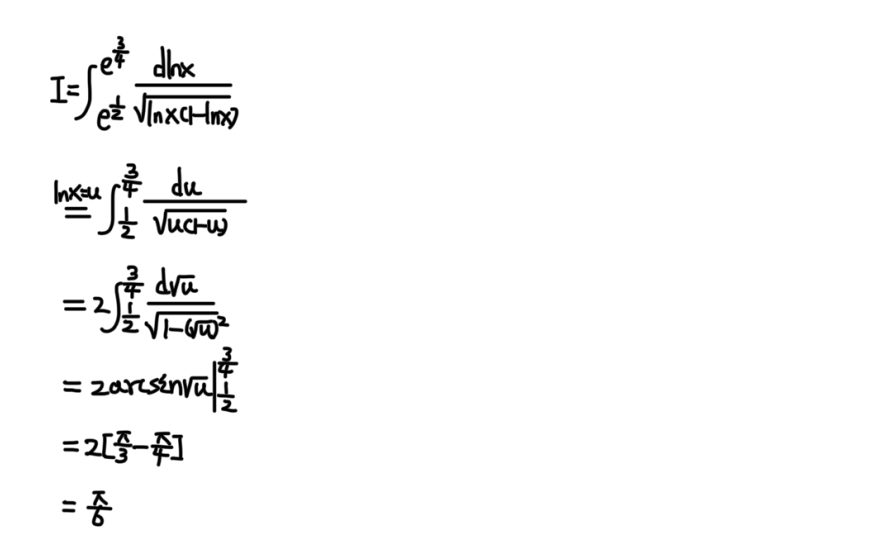 I=∫_{e^{1/2}}^{e^{3/4}} dlnx/√(lnx(1-lnx))
lnx=u = ∫_{1/2}^{3/4} du/√(u(1-u))
=2∫_{1/2}^{3/4} d√u/√(1-(√u)²)
=2arcsin√u|_{1/2}^{3/4}
=2[π/3-π/4]
=π/6